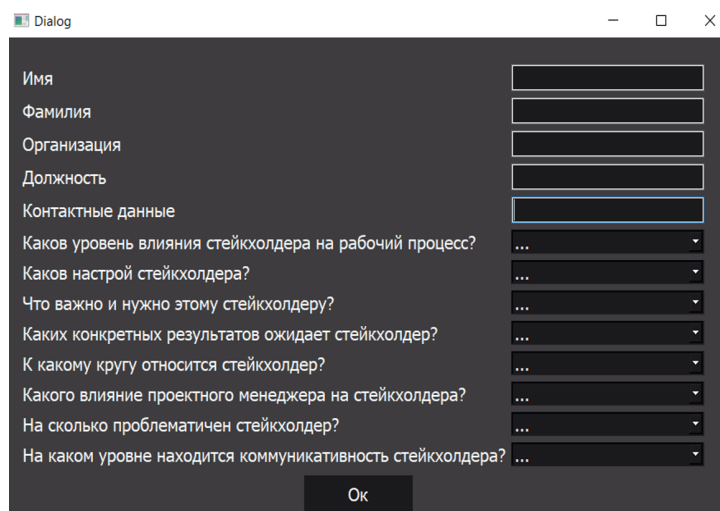 Dialog
Имя
Фамилия
Организация
Должность
Контактные данные
Каков уровень влияния стейкхолдера на рабочий процесс? ...
Каков настрой стейкхолдера? ...
Что важно и нужно этому стейкхолдеру? ...
Каких конкретных результатов ожидает стейкхолдер? ...
К какому кругу относится стейкхолдер? ...
Какого влияние проектного менеджера на стейкхолдера? ...
На сколько проблематичен стейкхолдер? ...
На каком уровне находится коммуникативность стейкхолдера? ...
Ок